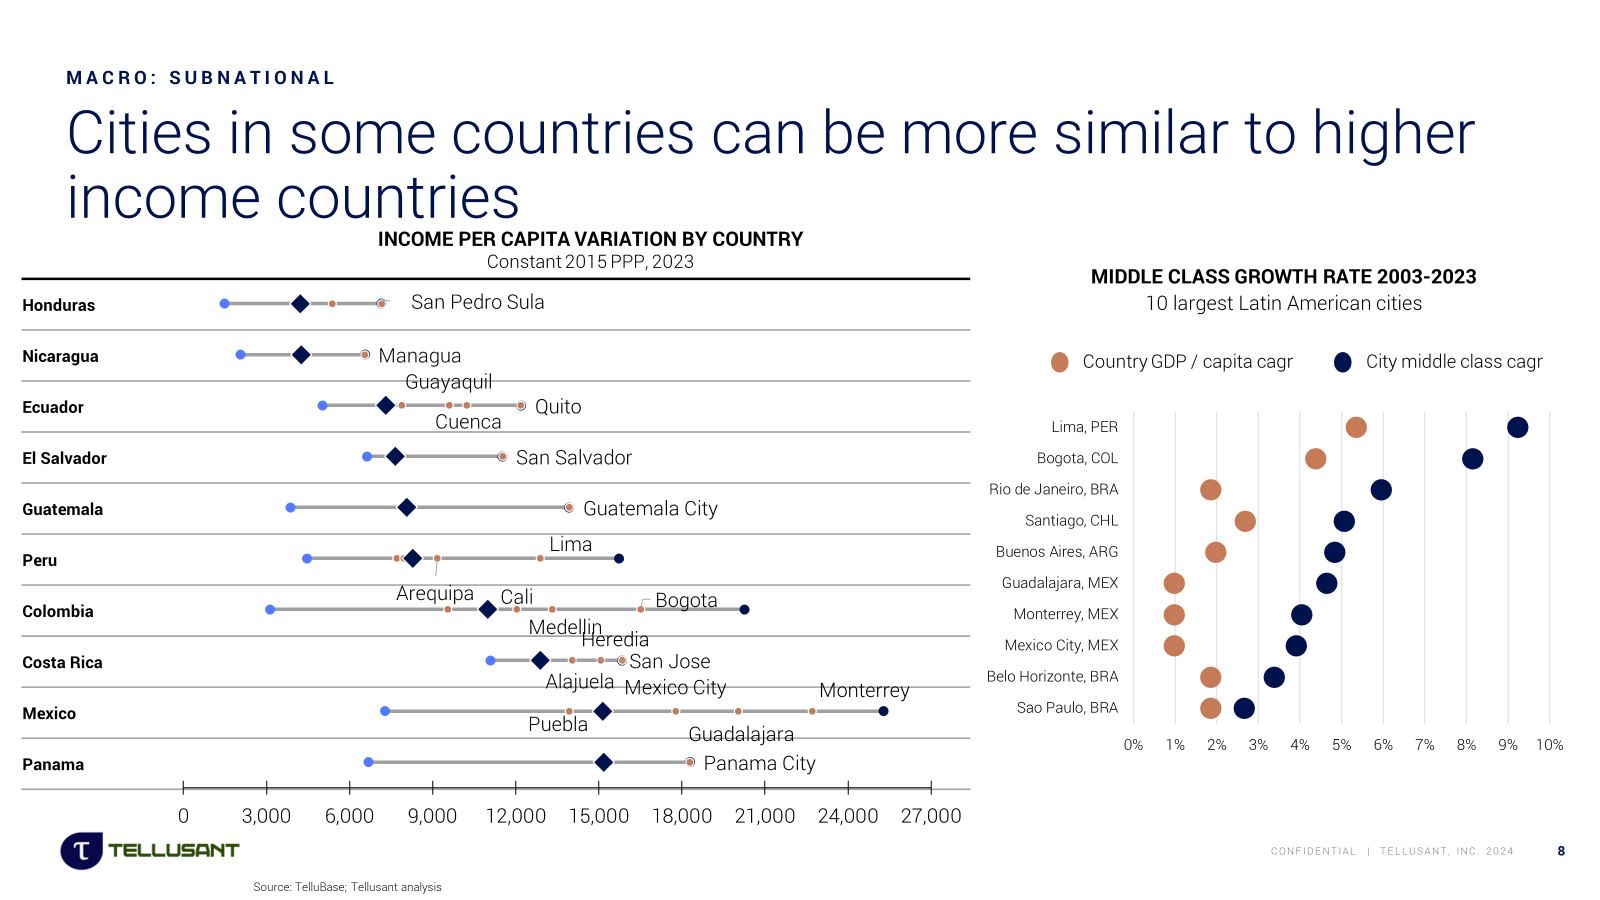 MACRO: SUBNATIONAL
Cities in some countries can be more similar to higher
income countries
INCOME PER CAPITA VARIATION BY COUNTRY
Constant 2015 PPP, 2023
Honduras
San Pedro Sula
Nicaragua
Managua
Guayaquil
Ecuador
Quito
Cuenca
El Salvador
San Salvador
Guatemala
Guatemala City
Lima
Peru
Arequipa
Cali
Bogota
Colombia
Medellin
Heredia
Costa Rica
San Jose
Alajuela
Mexico City
Monterrey
Mexico
Puebla
Guadalajara
Panama
Panama City
0 3,000 6,000 9,000 12,000 15,000 18,000 21,000 24,000 27,000
MIDDLE CLASS GROWTH RATE 2003-2023
10 largest Latin American cities
Country GDP / capita cagr
City middle class cagr
Lima, PER
Bogota, COL
Rio de Janeiro, BRA
Santiago, CHL
Buenos Aires, ARG
Guadalajara, MEX
Monterrey, MEX
Mexico City, MEX
Belo Horizonte, BRA
Sao Paulo, BRA
0% 1% 2% 3% 4% 5% 6% 7% 8% 9% 10%
τ TELLUSANT
CONFIDENTIAL | TELLUSANT, INC. 2024
8
Source: TelluBase; Tellusant analysis